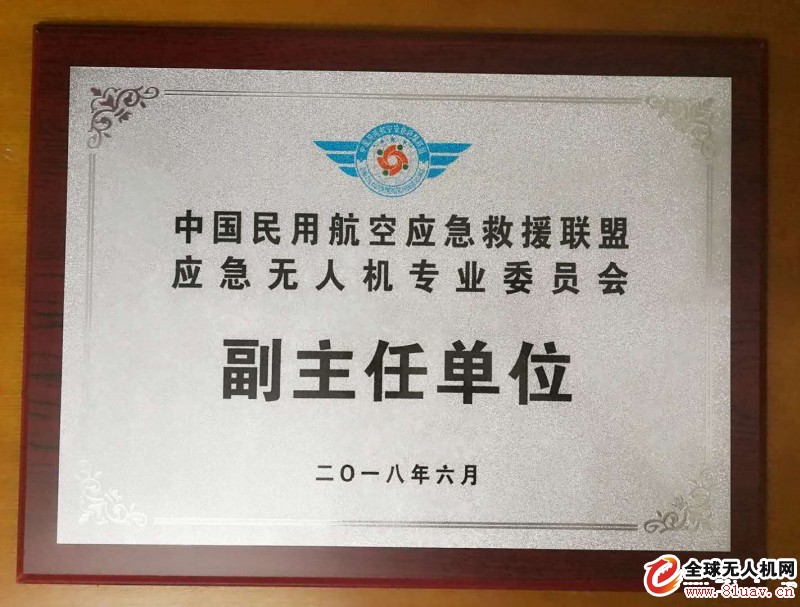 中国民用航空应急救援联盟
应急无人机专业委员会
副主任单位
二〇一八年六月
全球无人机网
www.81uav.cn